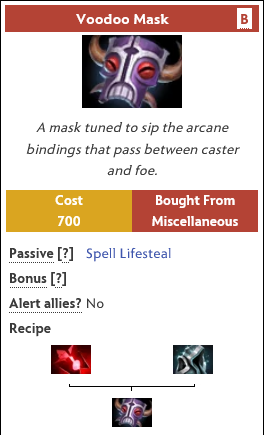 Voodoo Mask B
A mask tuned to sip the arcane
bindings that pass between caster
and foe.
Cost Bought From
700 Miscellaneous
Passive [?] Spell Lifesteal
Bonus [?]
Alert allies? No
Recipe